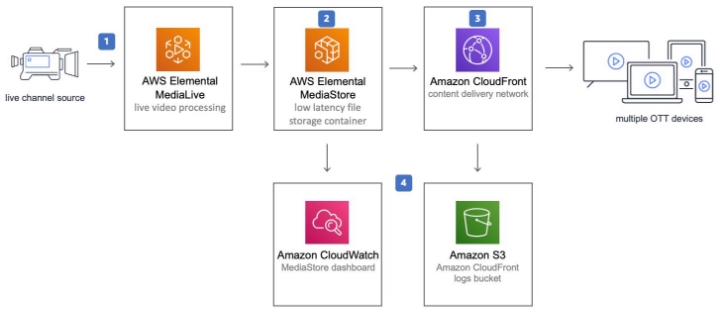 1
2
3
live channel source
AWS Elemental
MediaLive
live video processing
AWS Elemental
MediaStore
low latency file
storage container
Amazon CloudFront
content delivery network
multiple OTT devices
4
Amazon CloudWatch
MediaStore dashboard
Amazon S3
Amazon CloudFront
logs bucket